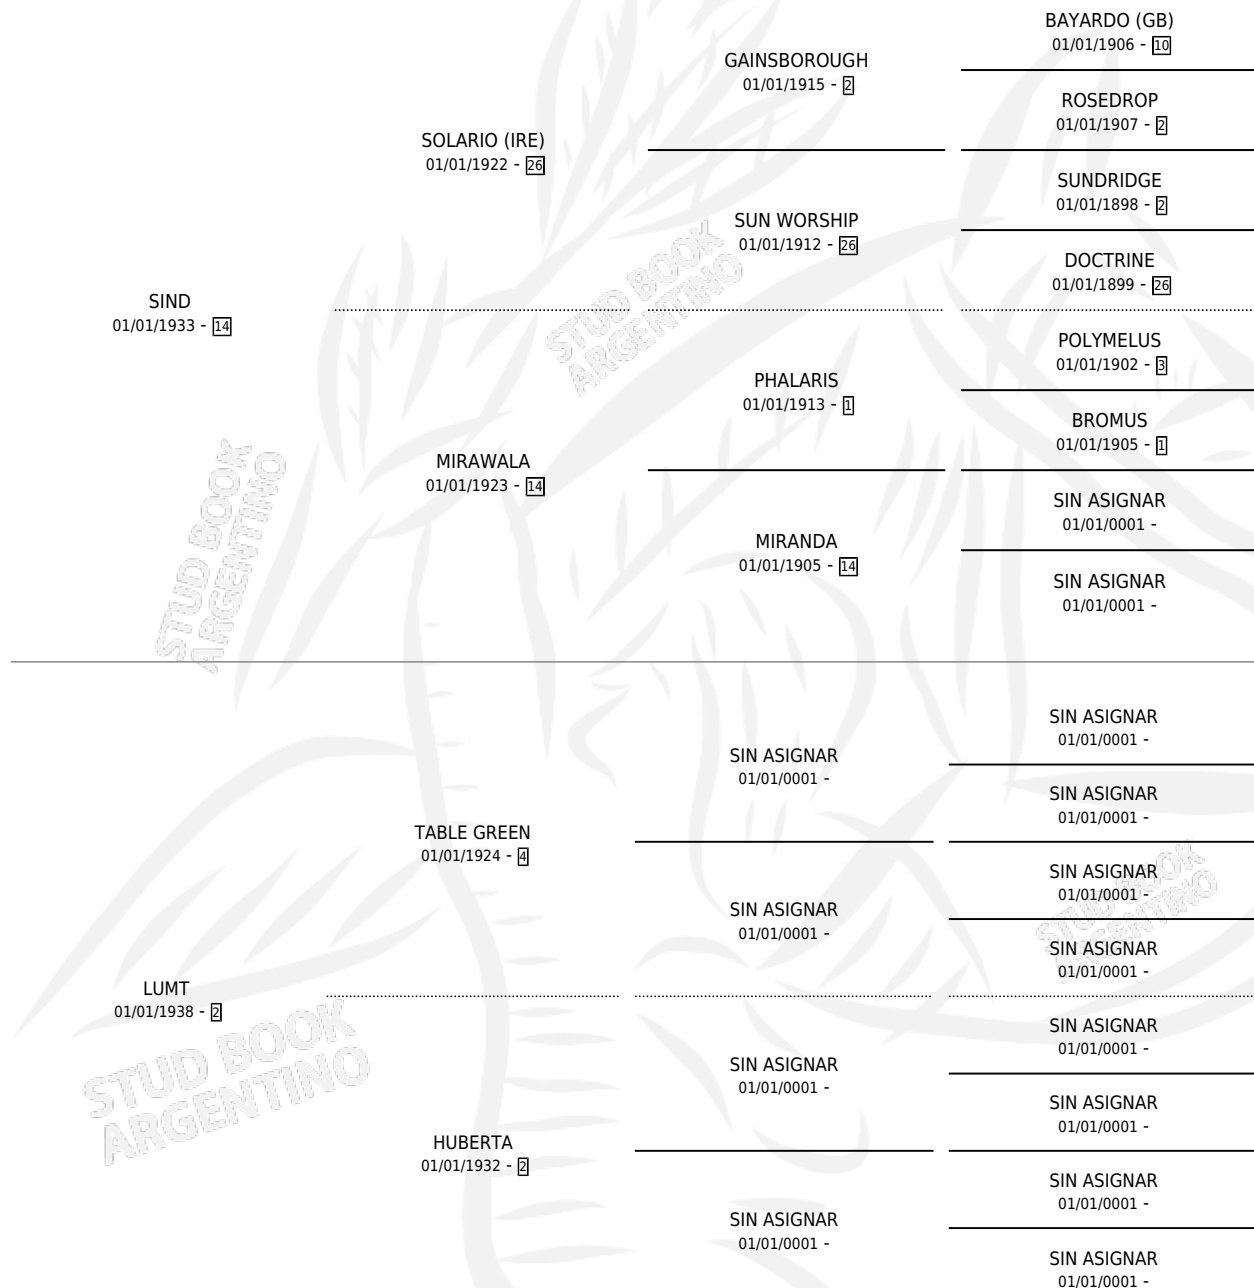 SIND
01/01/1933 - 14
SOLARIO (IRE)
01/01/1922 - 26
GAINSBOROUGH
01/01/1915 - 2
BAYARDO (GB)
01/01/1906 - 10
ROSEDROP
01/01/1907 - 2
SUN WORSHIP
01/01/1912 - 26
SUNDRIDGE
01/01/1898 - 2
DOCTRINE
01/01/1899 - 26
MIRAWALA
01/01/1923 - 14
PHALARIS
01/01/1913 - 1
POLYMELUS
01/01/1902 - 3
BROMUS
01/01/1905 - 1
MIRANDA
01/01/1905 - 14
SIN ASIGNAR
01/01/0001 -
SIN ASIGNAR
01/01/0001 -
LUMT
01/01/1938 - 2
TABLE GREEN
01/01/1924 - 4
SIN ASIGNAR
01/01/0001 -
SIN ASIGNAR
01/01/0001 -
SIN ASIGNAR
01/01/0001 -
SIN ASIGNAR
01/01/0001 -
SIN ASIGNAR
01/01/0001 -
SIN ASIGNAR
01/01/0001 -
HUBERTA
01/01/1932 - 2
SIN ASIGNAR
01/01/0001 -
SIN ASIGNAR
01/01/0001 -
SIN ASIGNAR
01/01/0001 -
SIN ASIGNAR
01/01/0001 -
SIN ASIGNAR
01/01/0001 -
SIN ASIGNAR
01/01/0001 -
STUD BOOK
ARGENTINO
STUD BOOK
ARGENTINO
STUD BOOK
ARGENTINO
STUD BOOK
ARGENTINO